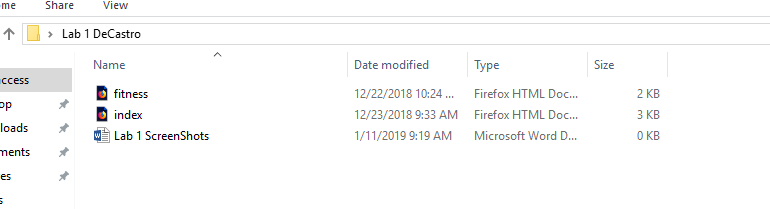 ome Share View
Lab 1 DeCastro
Name Date modified Type Size
access
op
fitness 12/22/2018 10:24 ... Firefox HTML Doc... 2 KB
loads
index 12/23/2018 9:33 AM Firefox HTML Doc... 3 KB
ments
Lab 1 ScreenShots 1/11/2019 9:19 AM Microsoft Word D... 0 KB
es
s